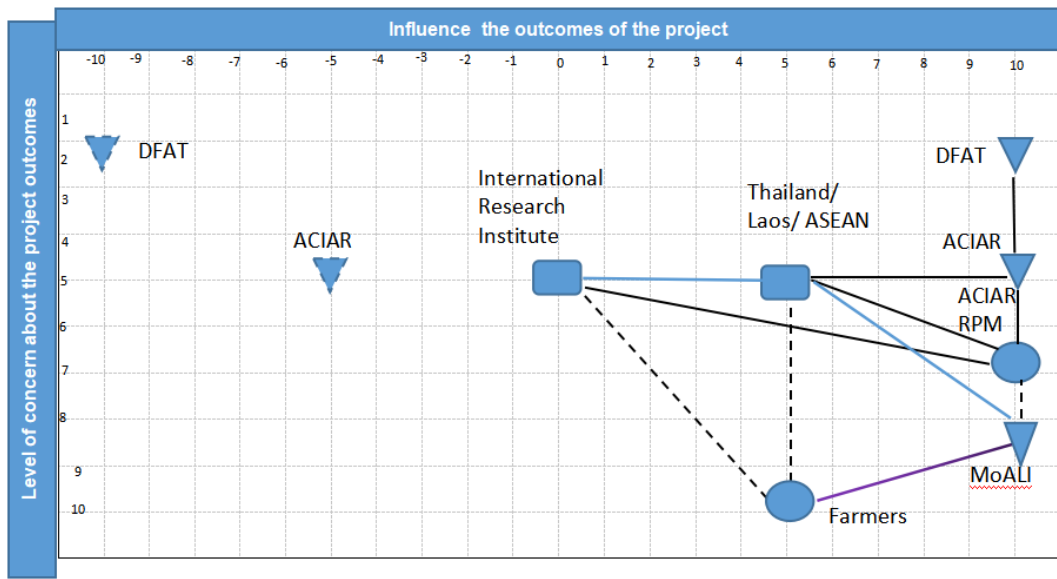 Influence the outcomes of the project
-10 -9 -8 -7 -6 -5 -4 -3 -2 -1 0 1 2 3 4 5 6 7 8 9 10
Level of concern about the project outcomes
1
2
3
4
5
6
7
8
9
10
DFAT
ACIAR
International
Research
Institute
Thailand/
Laos/ ASEAN
DFAT
ACIAR
ACIAR
RPM
MoALI
Farmers